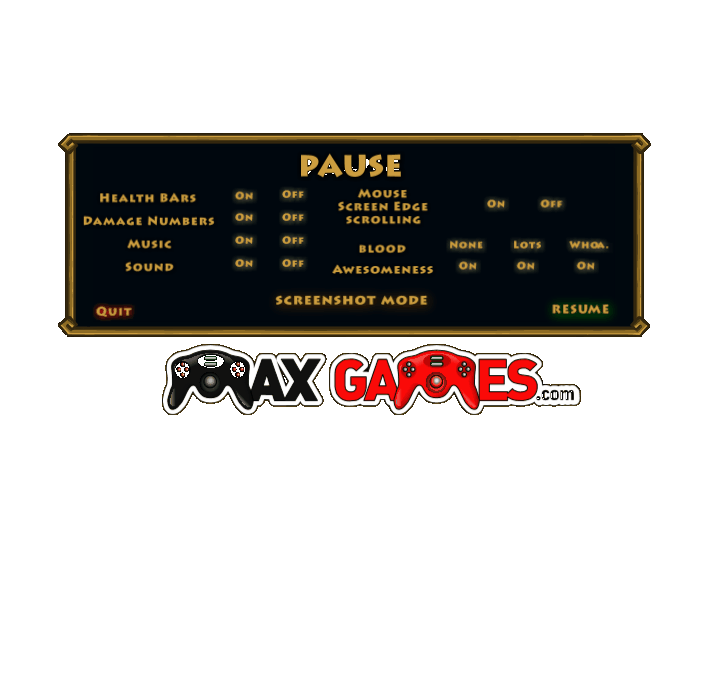 PAUSE
HEALTH BARS ON OFF
DAMAGE NUMBERS ON OFF
MUSIC ON OFF
SOUND ON OFF
MOUSE
SCREEN EDGE
SCROLLING
ON OFF
BLOOD NONE LOTS WHOA.
AWESOMENESS ON ON ON
SCREENSHOT MODE
QUIT
RESUME
MAX GAMES.com